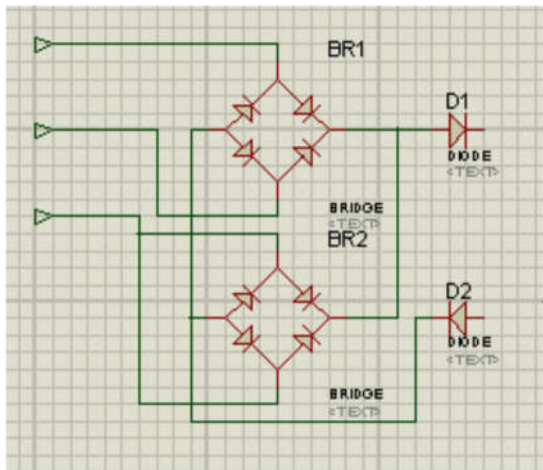 BR1
D1
DIODE
<TEXT>
BRIDGE
<TEXT>
BR2
D2
DIODE
<TEXT>
BRIDGE
<TEXT>